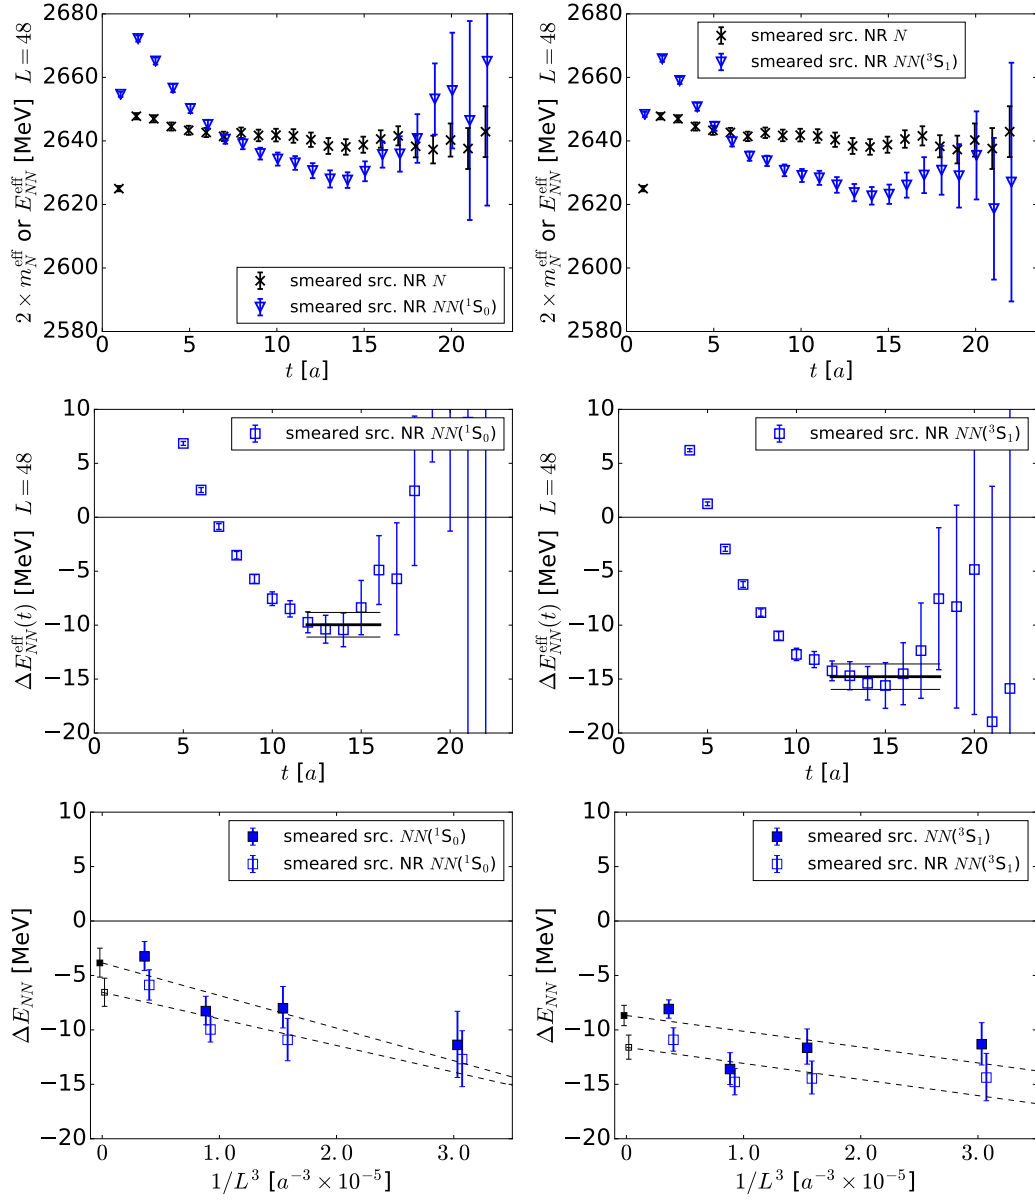 2680
2660
2640
2620
2600
2580
2 × m_N^eff or E_NN^eff [MeV] L = 48
smeared src. NR N
smeared src. NR NN(¹S₀)
0 5 10 15 20
t [a]
2680
2660
2640
2620
2600
2580
2 × m_N^eff or E_NN^eff [MeV] L = 48
smeared src. NR N
smeared src. NR NN(³S₁)
0 5 10 15 20
t [a]
10
5
0
−5
−10
−15
−20
ΔE_NN^eff(t) [MeV] L = 48
smeared src. NR NN(¹S₀)
0 5 10 15 20
t [a]
10
5
0
−5
−10
−15
−20
ΔE_NN^eff(t) [MeV] L = 48
smeared src. NR NN(³S₁)
0 5 10 15 20
t [a]
10
5
0
−5
−10
−15
−20
ΔE_NN [MeV]
smeared src. NN(¹S₀)
smeared src. NR NN(¹S₀)
0 1.0 2.0 3.0
1/L³ [a⁻³ × 10⁻⁵]
10
5
0
−5
−10
−15
−20
ΔE_NN [MeV]
smeared src. NN(³S₁)
smeared src. NR NN(³S₁)
0 1.0 2.0 3.0
1/L³ [a⁻³ × 10⁻⁵]